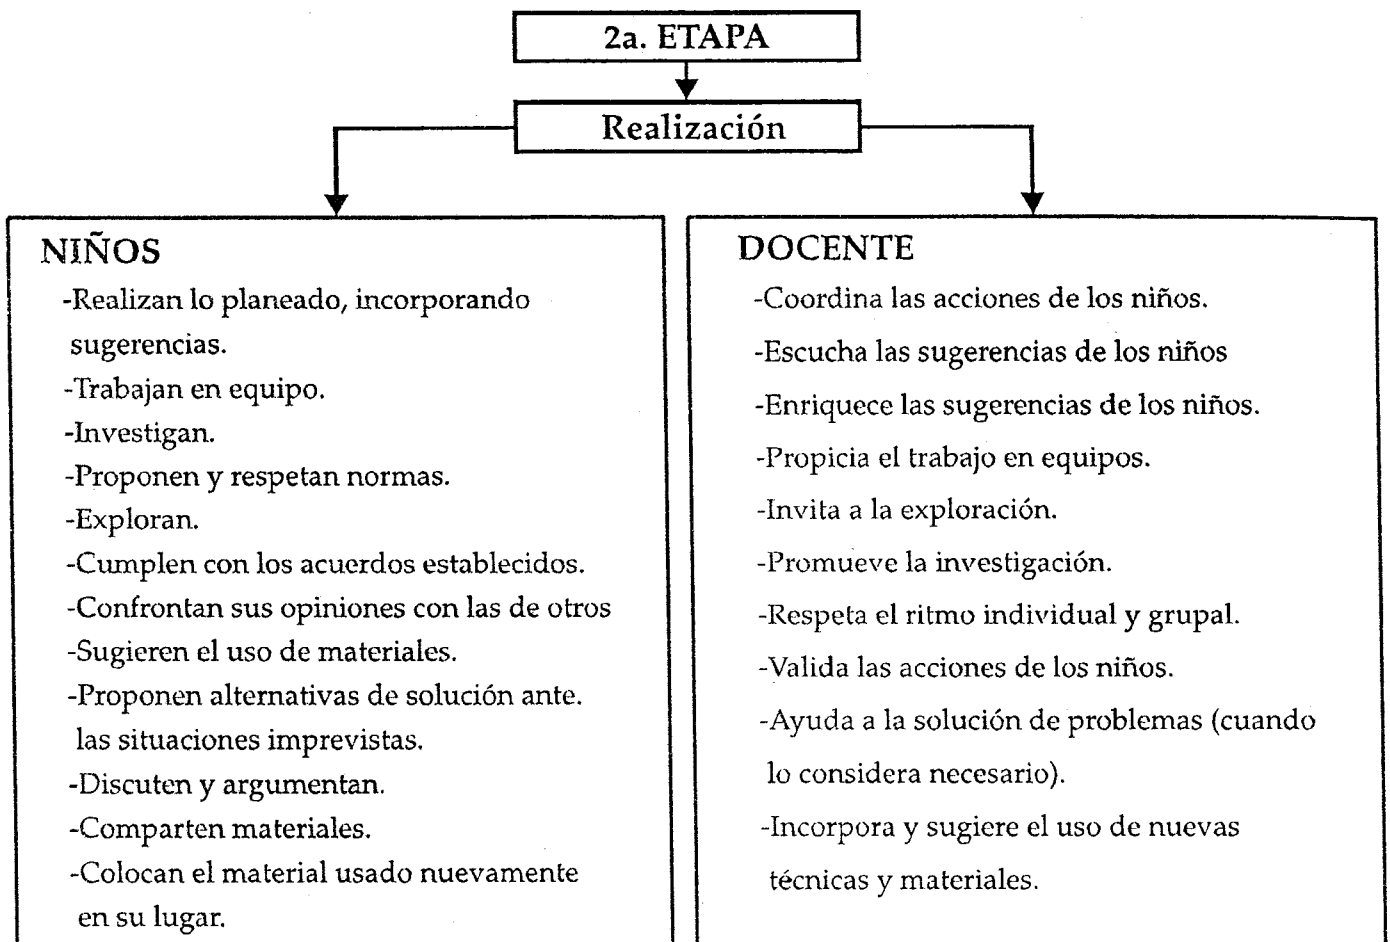 2a. ETAPA
Realización
NIÑOS
-Realizan lo planeado, incorporando
sugerencias.
-Trabajan en equipo.
-Investigan.
-Proponen y respetan normas.
-Exploran.
-Cumplen con los acuerdos establecidos.
-Confrontan sus opiniones con las de otros
-Sugieren el uso de materiales.
-Proponen alternativas de solución ante.
las situaciones imprevistas.
-Discuten y argumentan.
-Comparten materiales.
-Colocan el material usado nuevamente
en su lugar.
DOCENTE
-Coordina las acciones de los niños.
-Escucha las sugerencias de los niños
-Enriquece las sugerencias de los niños.
-Propicia el trabajo en equipos.
-Invita a la exploración.
-Promueve la investigación.
-Respeta el ritmo individual y grupal.
-Valida las acciones de los niños.
-Ayuda a la solución de problemas (cuando
lo considera necesario).
-Incorpora y sugiere el uso de nuevas
técnicas y materiales.